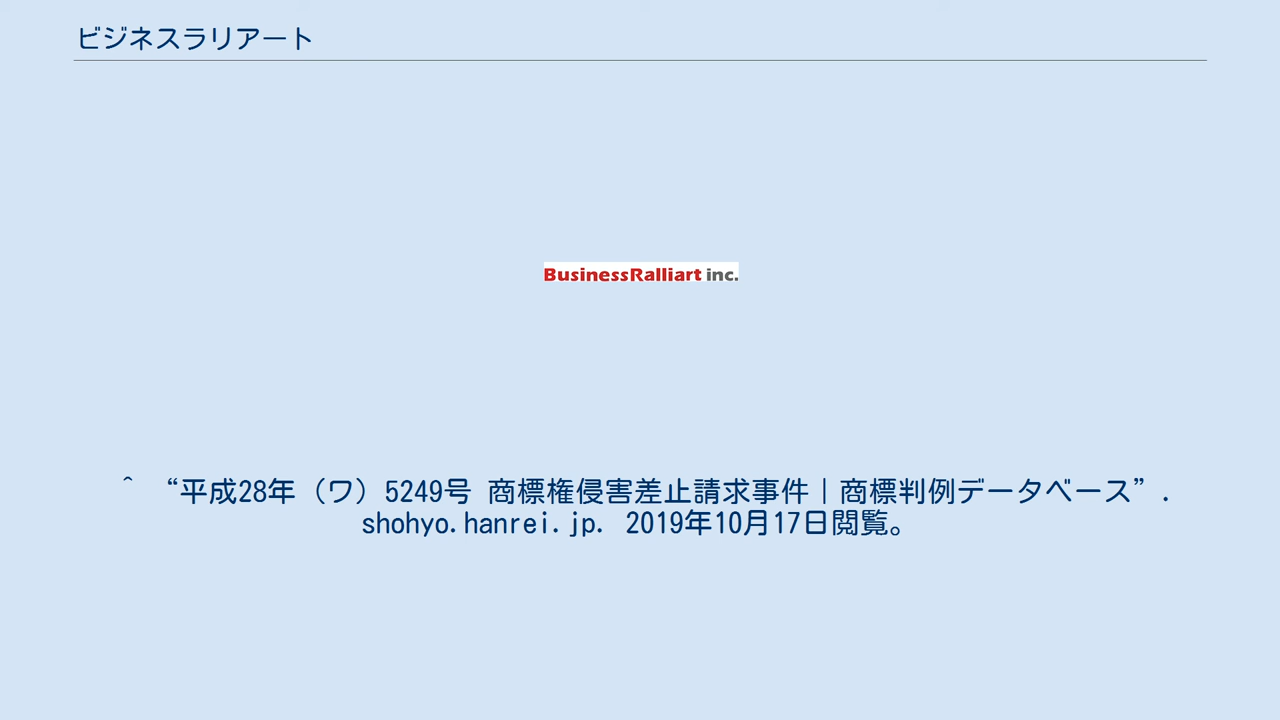 ビジネスラリアート
BusinessRalliart inc.
^ “平成28年（ワ）5249号 商標権侵害差止請求事件｜商標判例データベース”.
shohyo.hanrei.jp. 2019年10月17日閲覧。